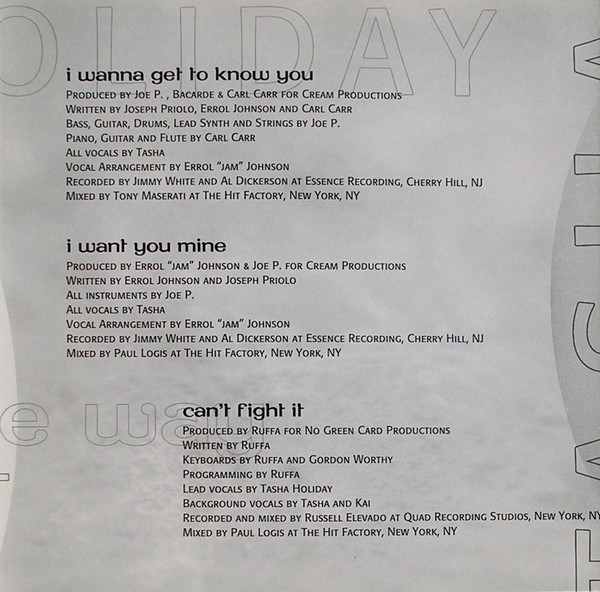 OLIDAY
i wanna get to know you
Produced by Joe P. , Bacarde & Carl Carr for Cream Productions
Written by Joseph Priolo, Errol Johnson and Carl Carr
Bass, Guitar, Drums, Lead Synth and Strings by Joe P.
Piano, Guitar and Flute by Carl Carr
All vocals by Tasha
Vocal Arrangement by Errol "jam" Johnson
Recorded by Jimmy White and Al Dickerson at Essence Recording, Cherry Hill, NJ
Mixed by Tony Maserati at The Hit Factory, New York, NY
i want you mine
Produced by Errol "jam" Johnson & Joe P. for Cream Productions
Written by Errol Johnson and Joseph Priolo
All instruments by Joe P.
All vocals by Tasha
Vocal Arrangement by Errol "jam" Johnson
Recorded by Jimmy White and Al Dickerson at Essence Recording, Cherry Hill, NJ
Mixed by Paul Logis at The Hit Factory, New York, NY
e way
can't fight it
Produced by Ruffa for No Green Card Productions
Written by Ruffa
Keyboards by Ruffa and Gordon Worthy
Programming by Ruffa
Lead vocals by Tasha Holiday
Background vocals by Tasha and Kai
Recorded and mixed by Russell Elevado at Quad Recording Studios, New York, NY
Mixed by Paul Logis at The Hit Factory, New York, NY